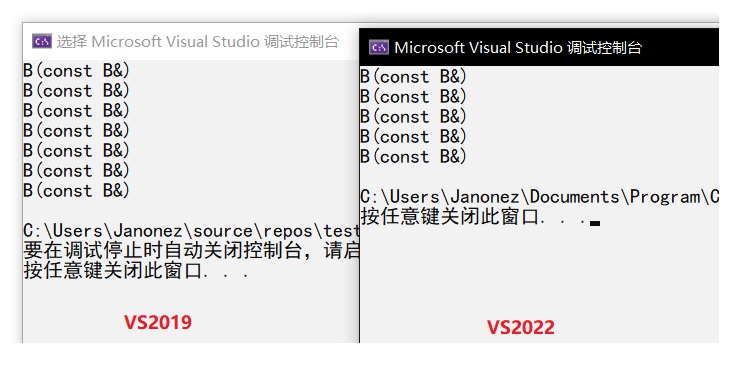 选择 Microsoft Visual Studio 调试控制台
B(const B&)
B(const B&)
B(const B&)
B(const B&)
B(const B&)
B(const B&)
B(const B&)
C:\Users\Janonez\source\repos\test
要在调试停止时自动关闭控制台，请启
按任意键关闭此窗口. . .
VS2019
Microsoft Visual Studio 调试控制台
B(const B&)
B(const B&)
B(const B&)
B(const B&)
B(const B&)
C:\Users\Janonez\Documents\Program\C
按任意键关闭此窗口. . .
VS2022